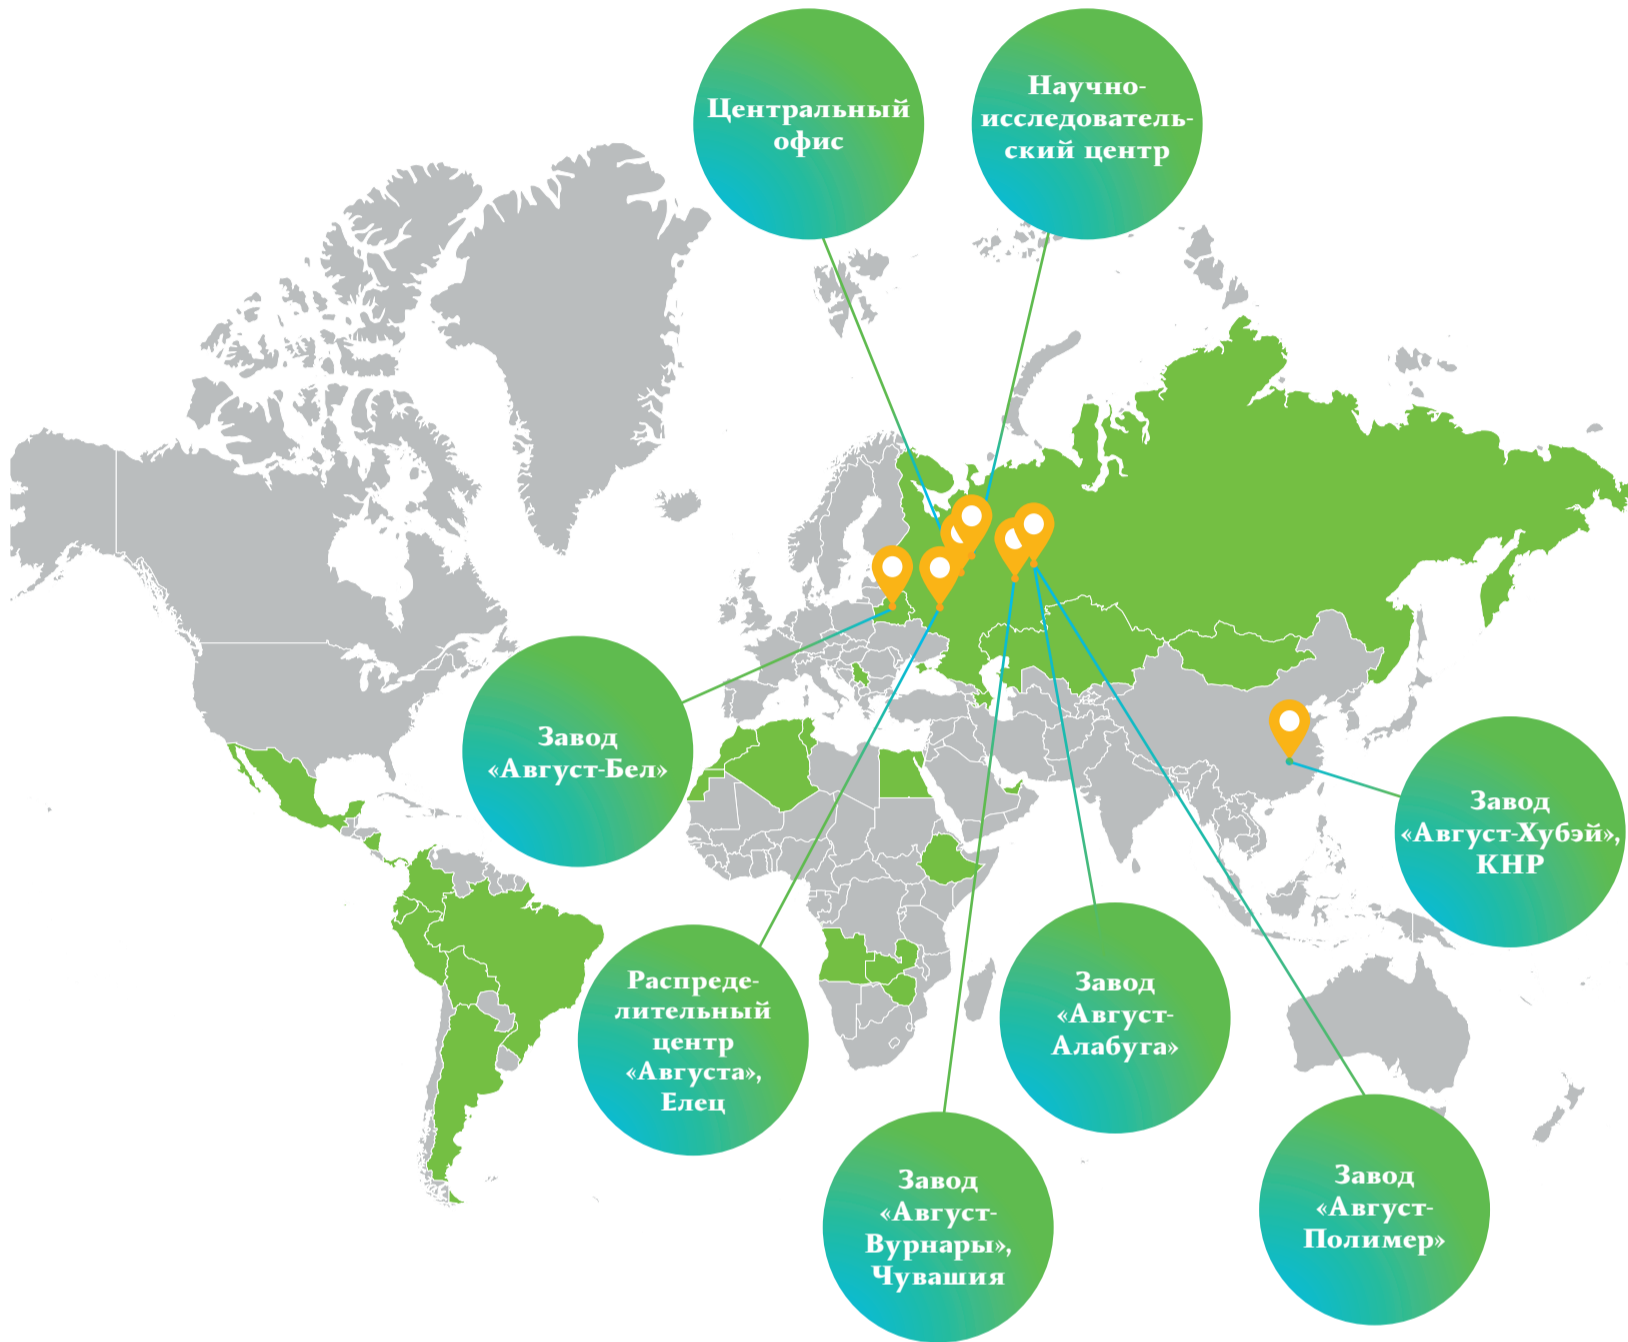 Центральный
офис
Научно-
исследователь-
ский центр
Завод
«Август-Бел»
Завод
«Август-Хубэй»,
КНР
Распреде-
лительный
центр
«Августа»,
Елец
Завод
«Август-
Алабуга»
Завод
«Август-
Вурнары»,
Чувашия
Завод
«Август-
Полимер»